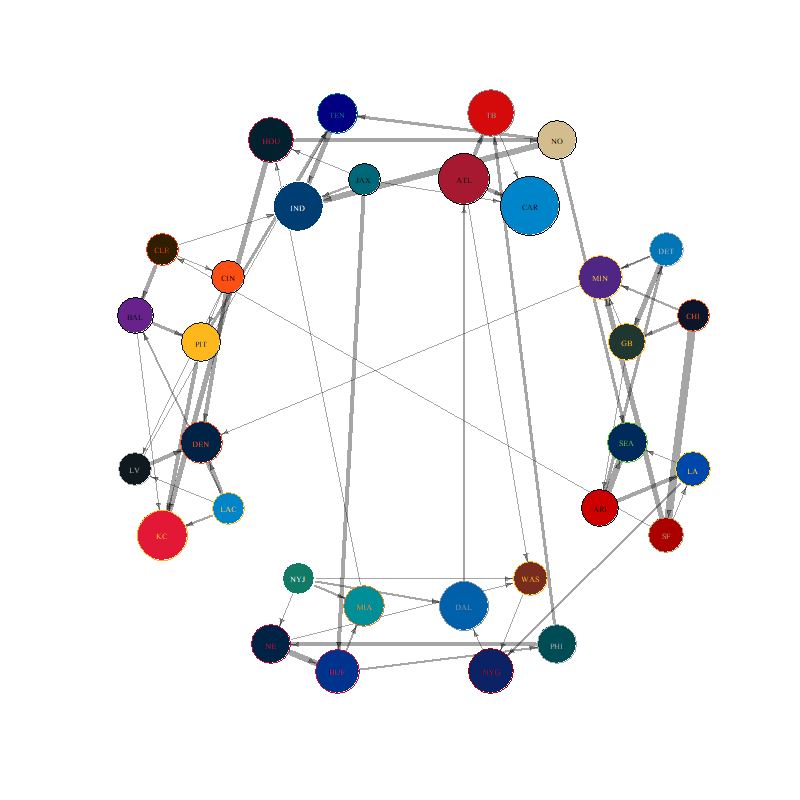 TEN
TB
HOU
NO
JAX
ATL
IND
CAR
CLE
DET
CIN
MIN
BAL
CHI
PIT
GB
DEN
SEA
LV
LA
LAC
ARI
KC
SF
NYJ
WAS
MIA
DAL
NE
PHI
BUF
NYG